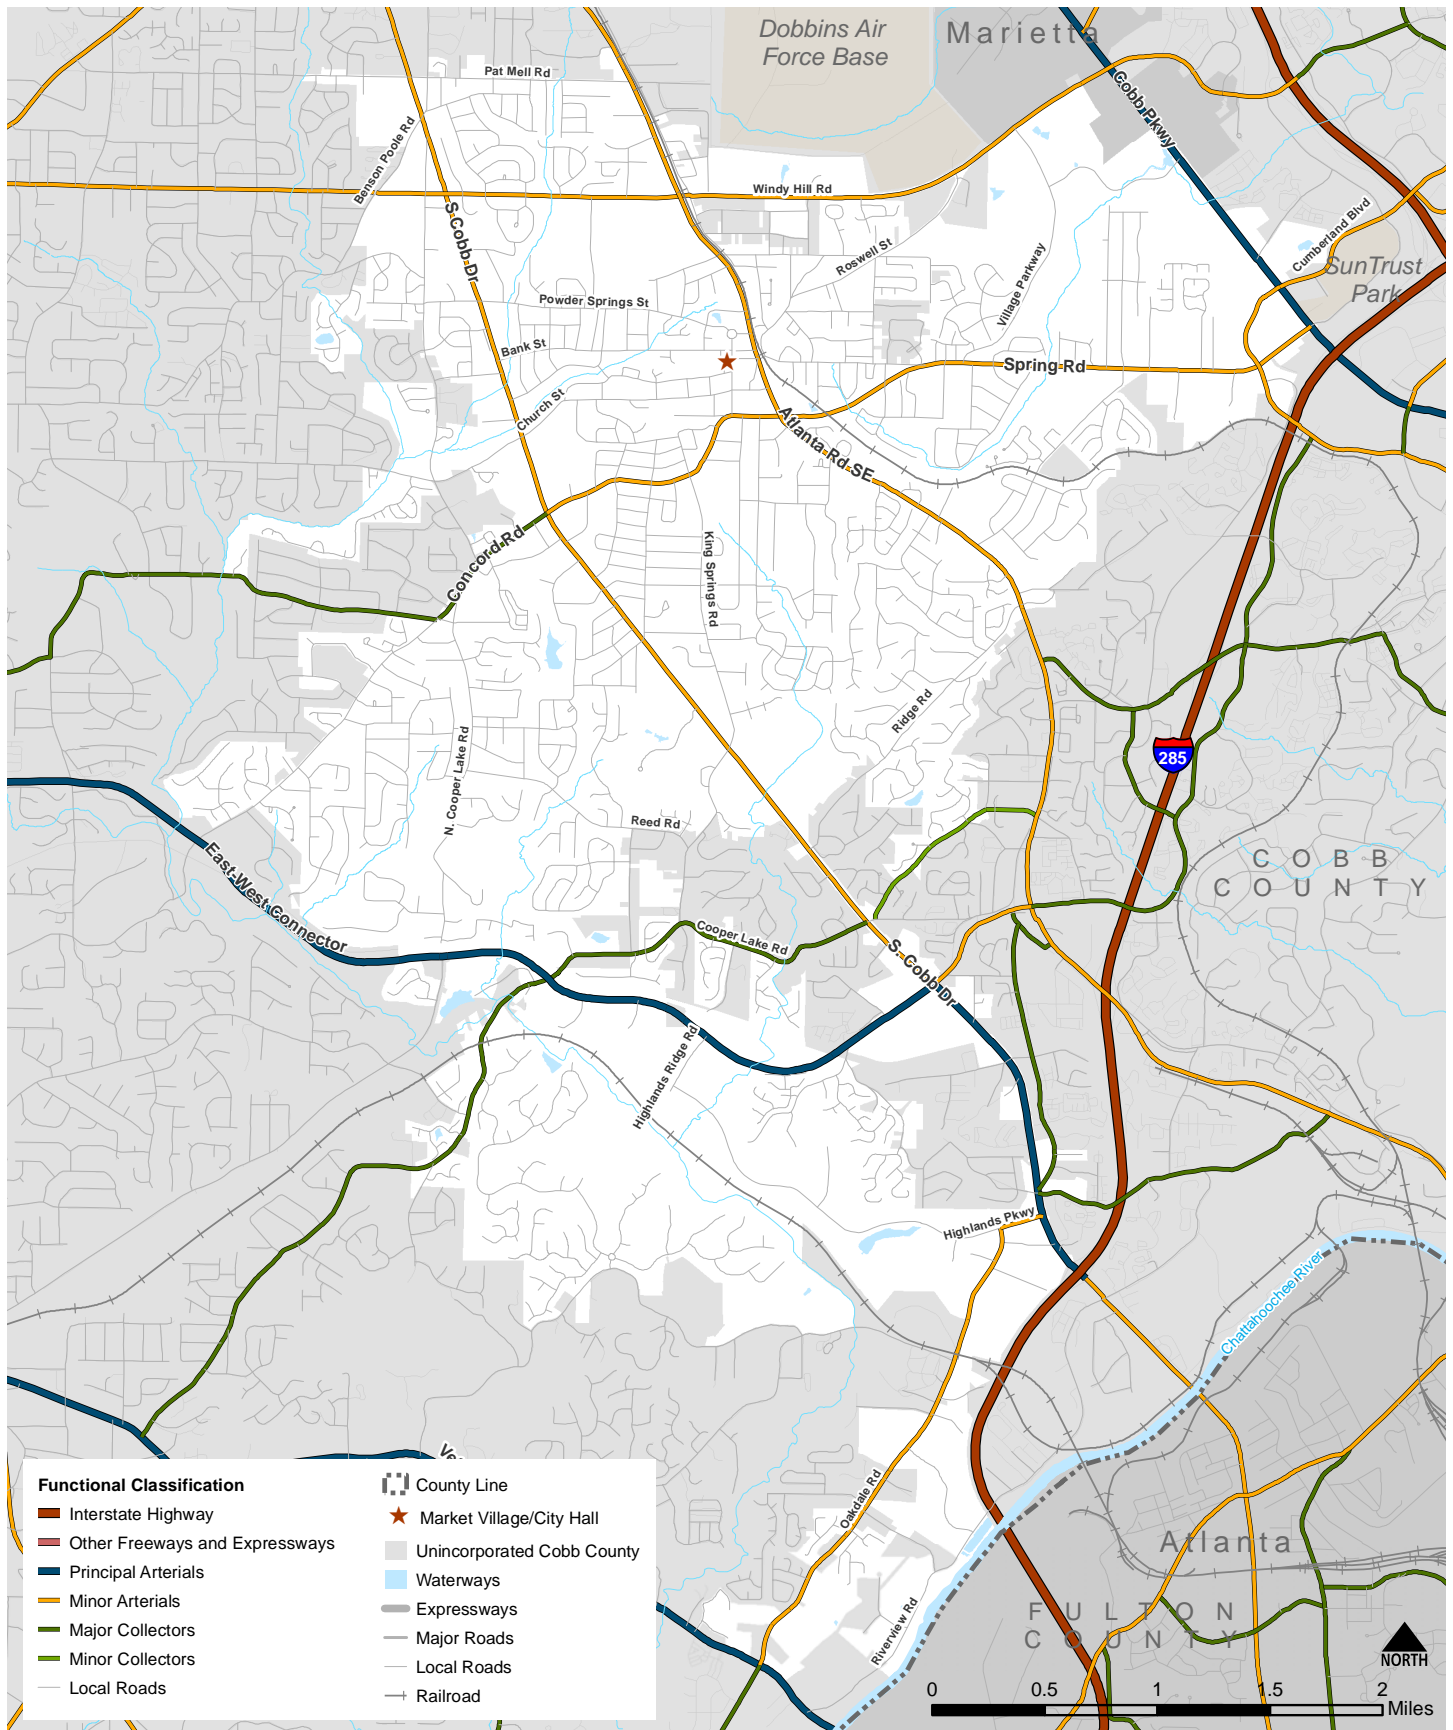 Dobbins Air
Force Base
Marietta
Pat Mell Rd
Cobb Pkwy
Benson Poole Rd
Windy Hill Rd
S Cobb Dr
Cumberland Blvd
Roswell St
SunTrust
Park
Village Parkway
Powder Springs St
Bank St
Spring Rd
Church St
Atlanta Rd SE
Concord Rd
King Springs Rd
Ridge Rd
285
N. Cooper Lake Rd
Reed Rd
COBB
COUNTY
East-West Connector
Cooper Lake Rd
S. Cobb Dr
Highlands Ridge Rd
Highlands Pkwy
Chattahoochee River
Ve
Oakdale Rd
Atlanta
Riverview Rd
FULTON
COUNTY
NORTH
0 0.5 1 1.5 2
Miles
Functional Classification
Interstate Highway
Other Freeways and Expressways
Principal Arterials
Minor Arterials
Major Collectors
Minor Collectors
Local Roads
County Line
Market Village/City Hall
Unincorporated Cobb County
Waterways
Expressways
Major Roads
Local Roads
Railroad